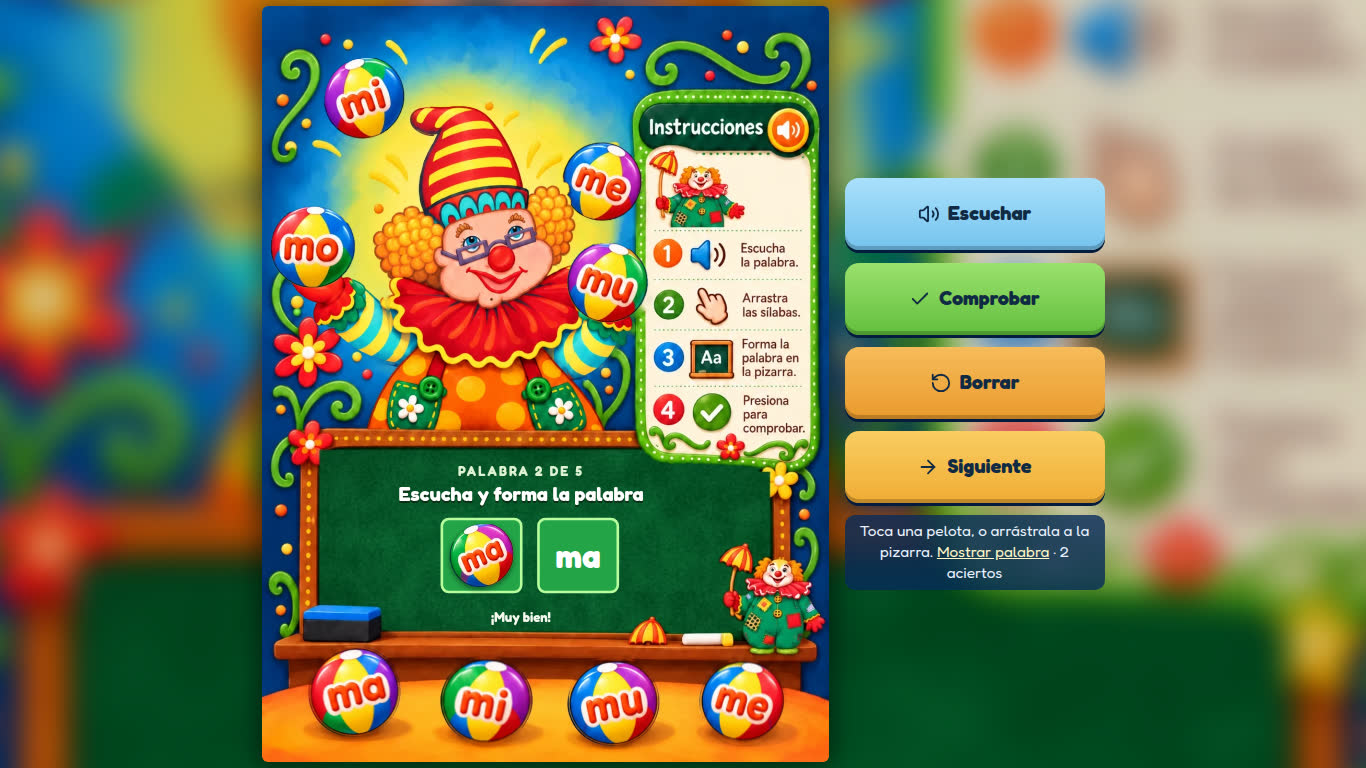 mi
me
mo
mu
Instrucciones
1
Escucha
la palabra.
2
Arrastra
las sílabas.
3
Aa
Forma la
palabra en
la pizarra.
4
Presiona
para
comprobar.
PALABRA 2 DE 5
Escucha y forma la palabra
ma
ma
¡Muy bien!
ma
mi
mu
me
Escuchar
Comprobar
Borrar
Siguiente
Toca una pelota, o arrástrala a la
pizarra. Mostrar palabra · 2
aciertos